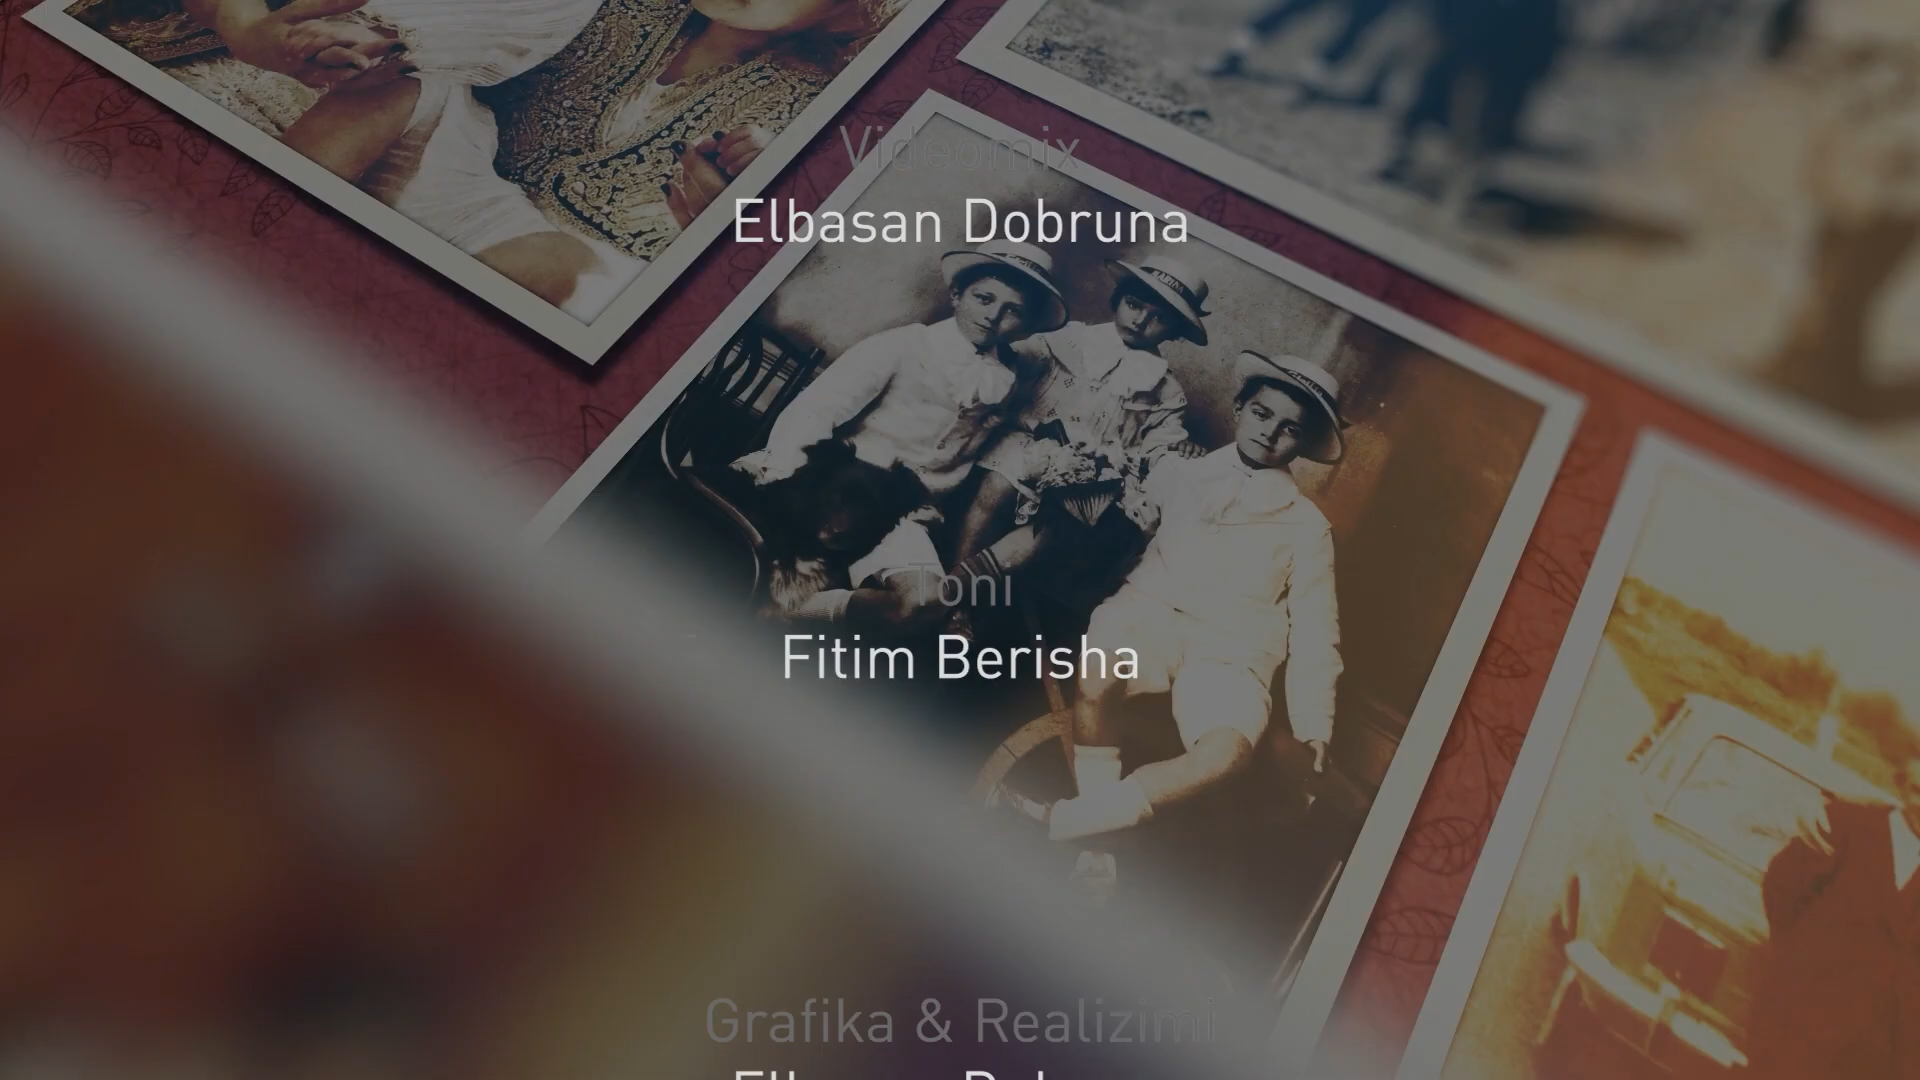 Videomix
Elbasan Dobruna
Toni
Fitim Berisha
Grafika & Realizimi